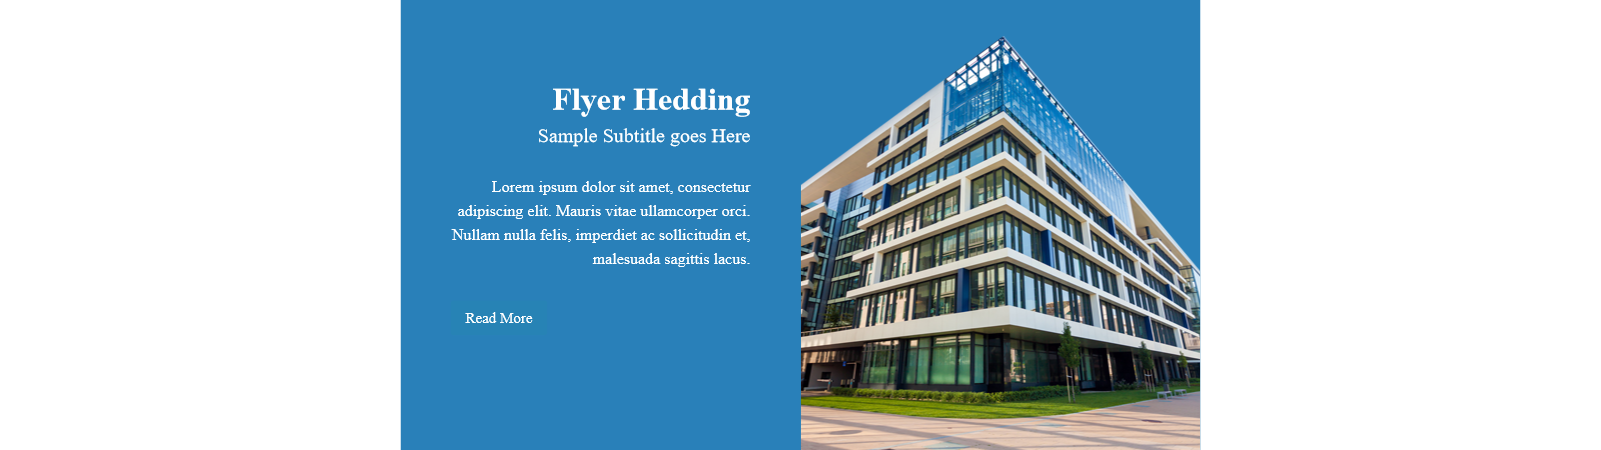 Flyer Hedding
Sample Subtitle goes Here
Lorem ipsum dolor sit amet, consectetur
adipiscing elit. Mauris vitae ullamcorper orci.
Nullam nulla felis, imperdiet ac sollicitudin et,
malesuada sagittis lacus.
Read More